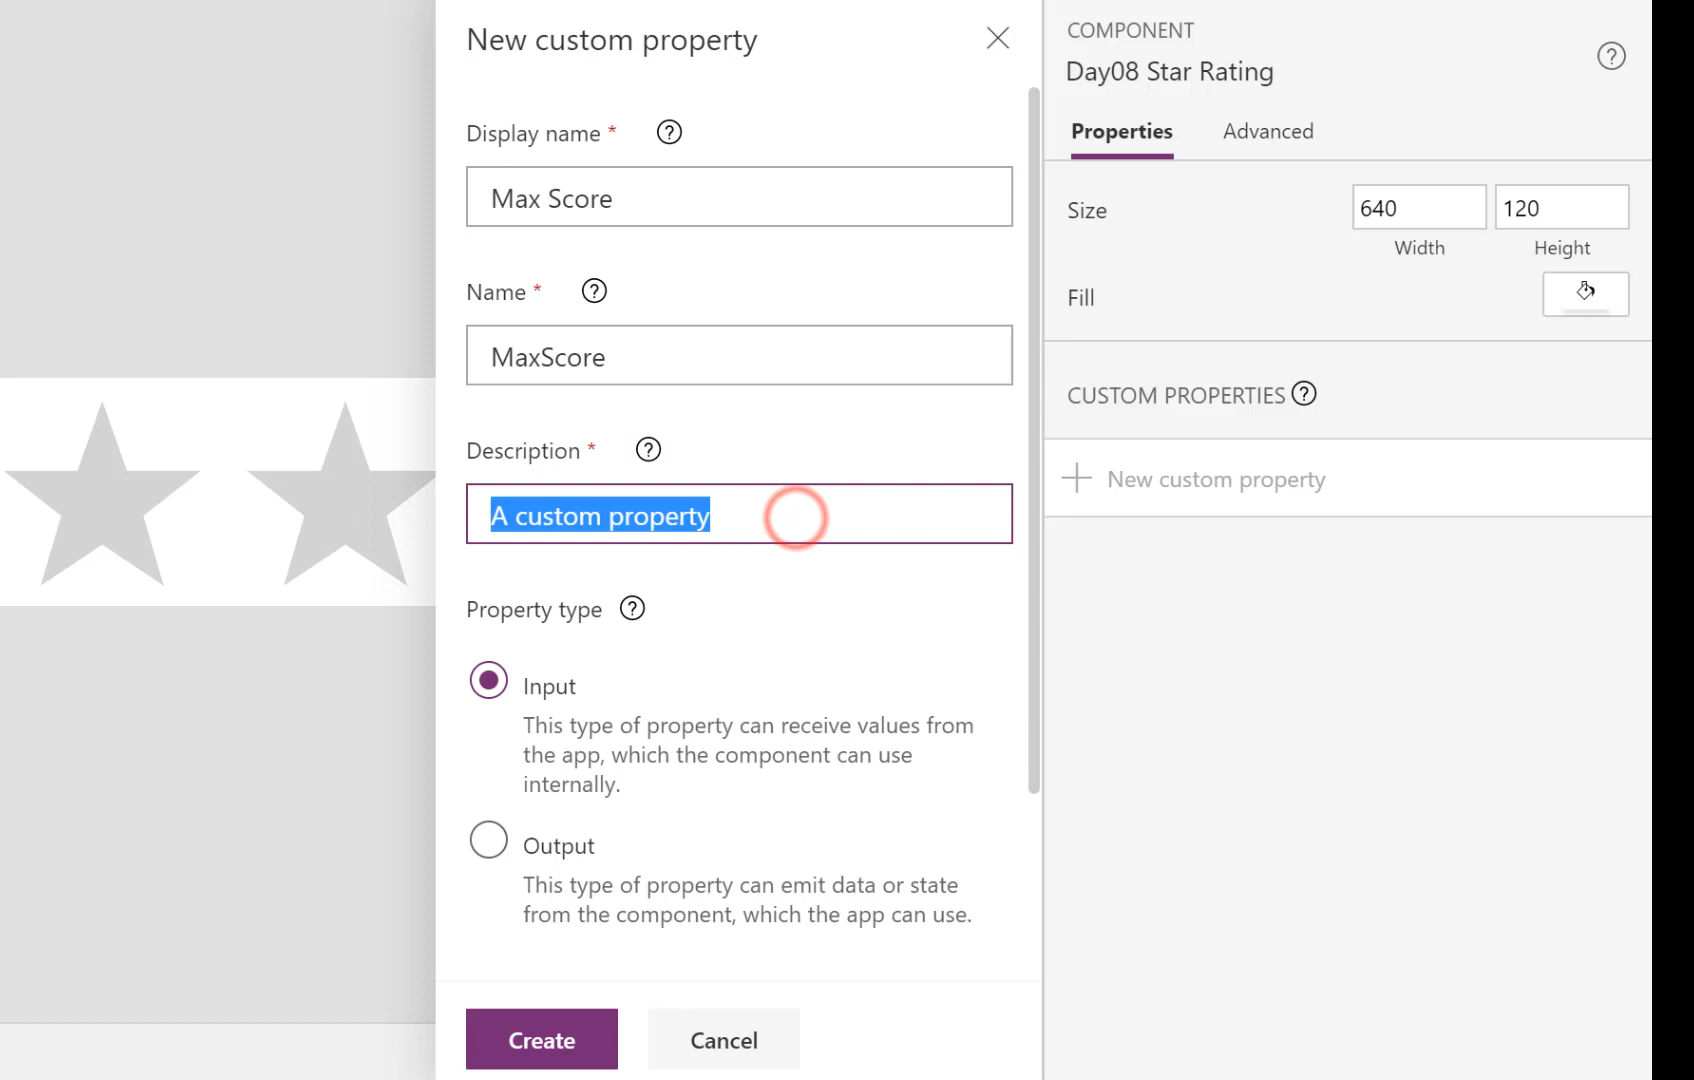 New custom property
Display name *
Max Score
Name *
MaxScore
Description *
A custom property
Property type
Input
This type of property can receive values from
the app, which the component can use
internally.
Output
This type of property can emit data or state
from the component, which the app can use.
Create
Cancel
COMPONENT
Day08 Star Rating
Properties
Advanced
Size
640
120
Width
Height
Fill
CUSTOM PROPERTIES
New custom property